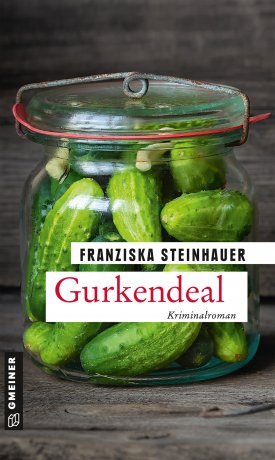 FRANZISKA STEINHAUER
Gurkendeal
Kriminalroman
GMEINER